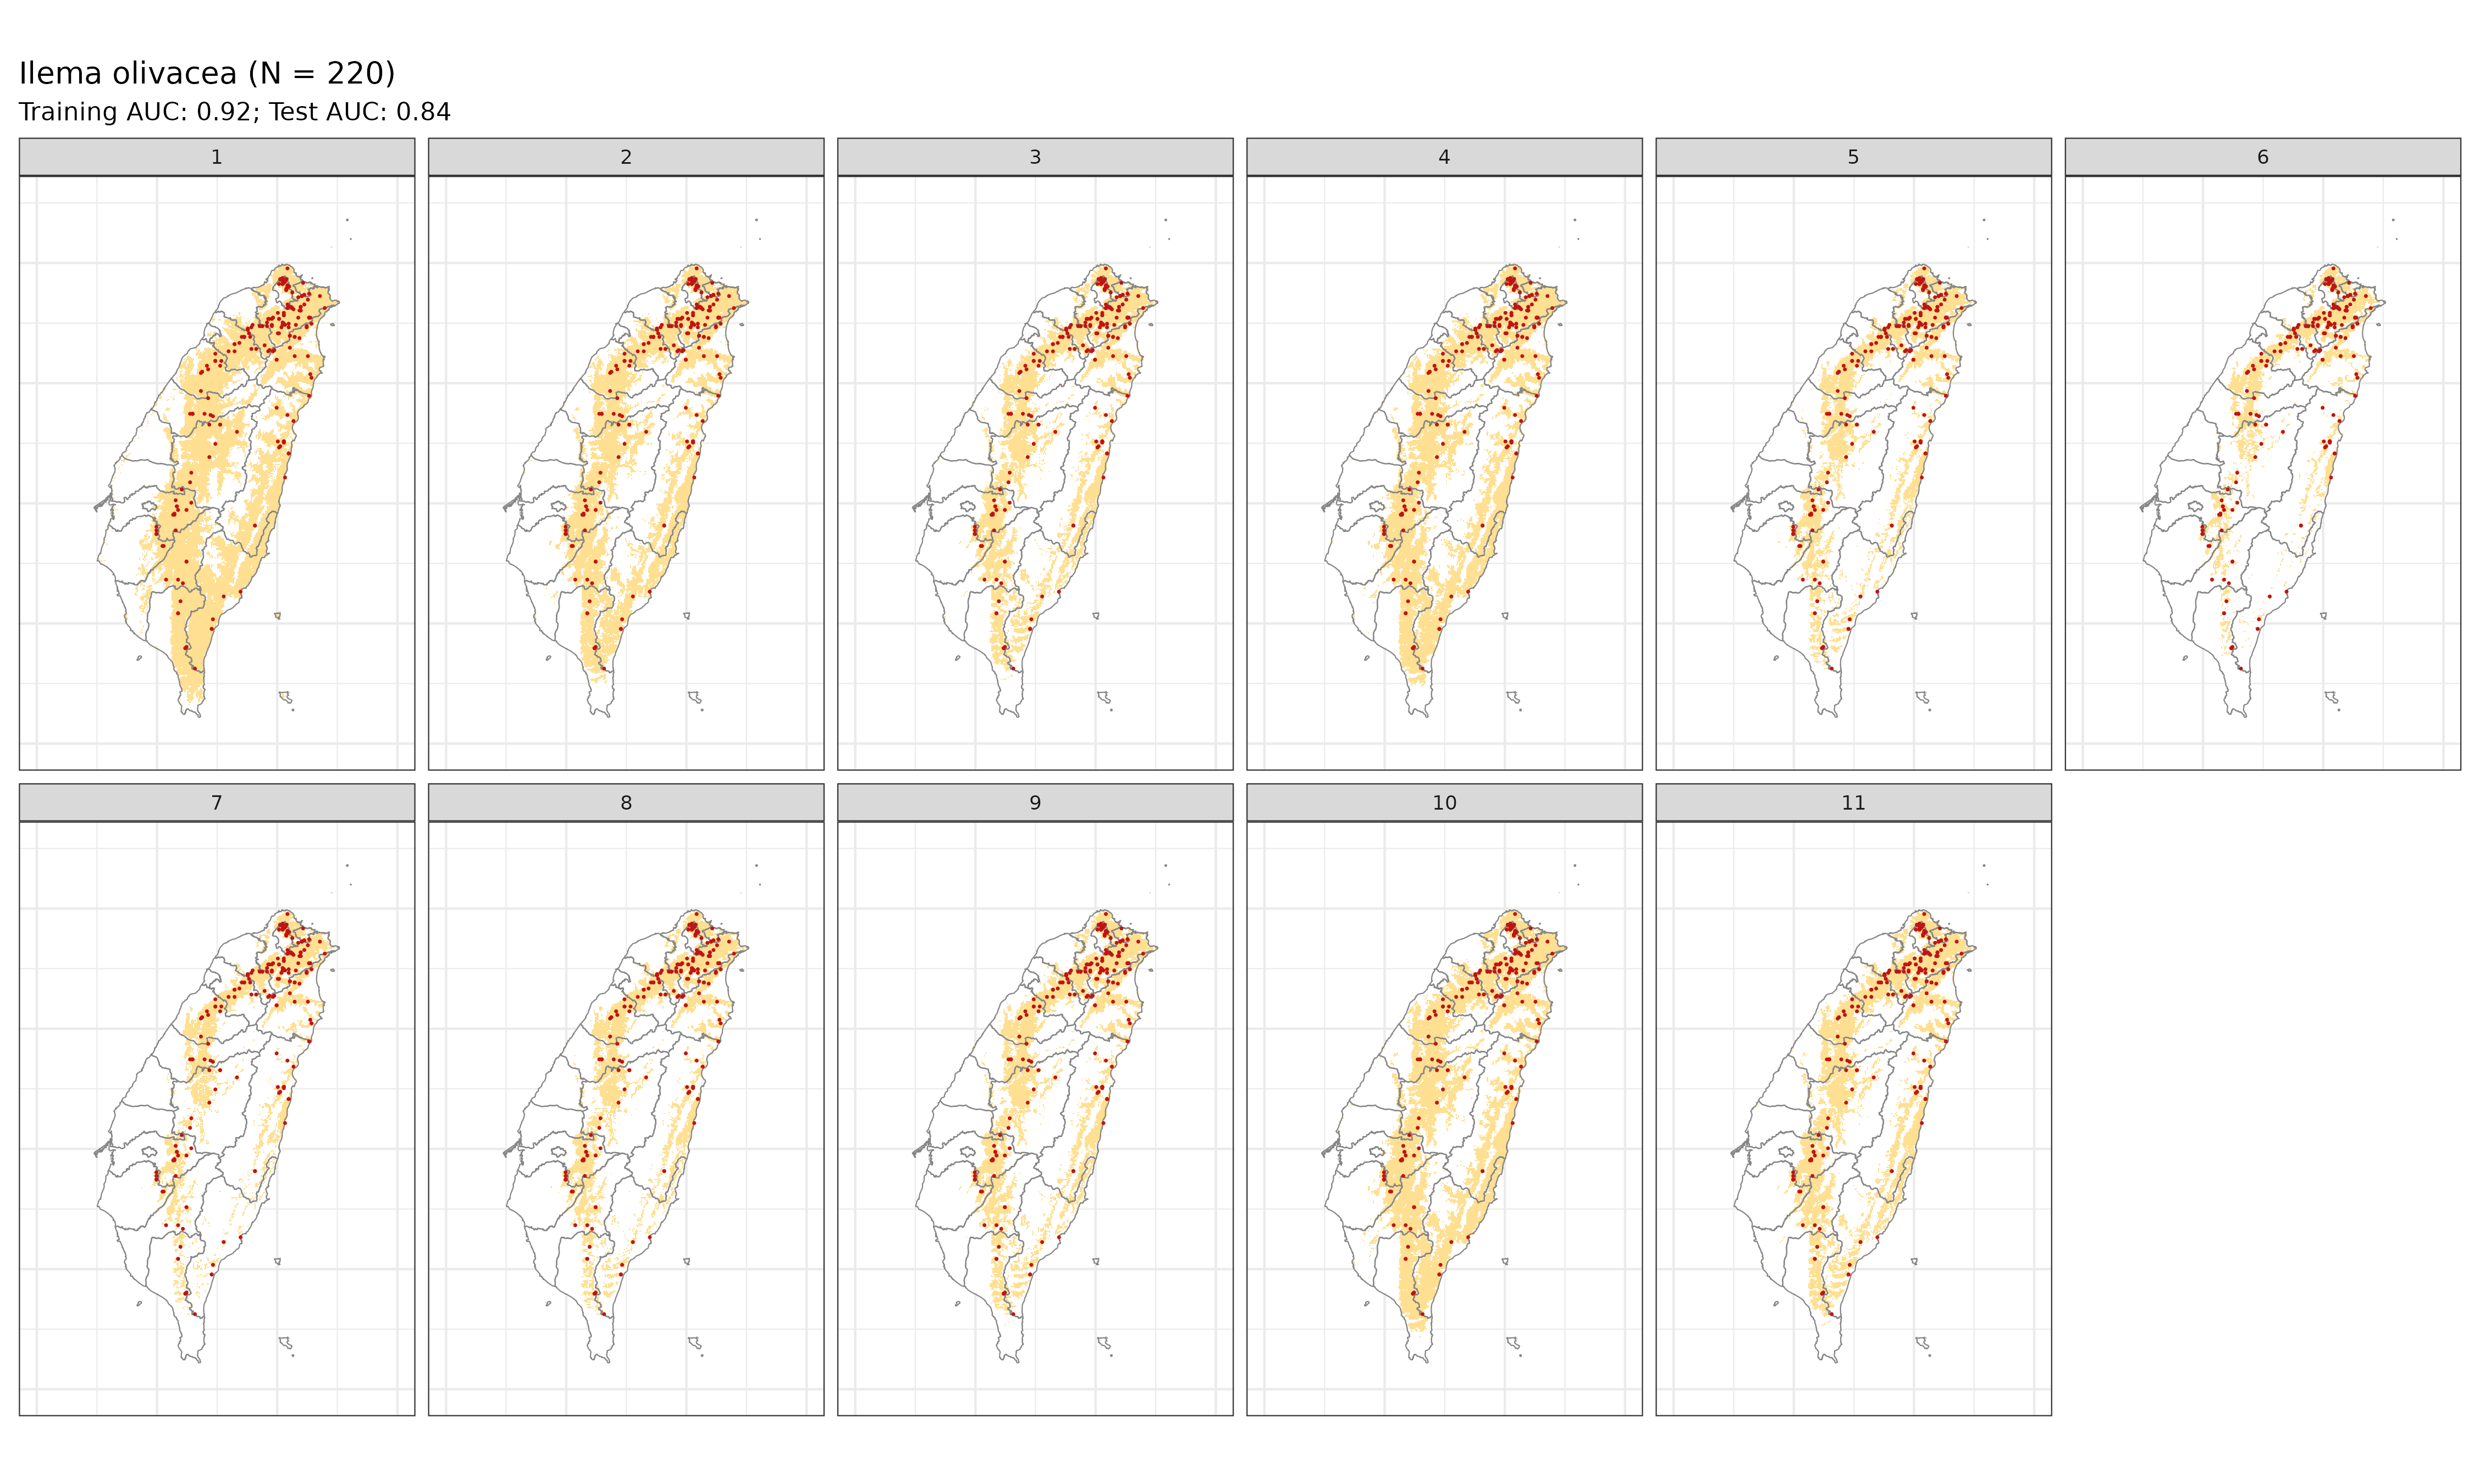 Ilema olivacea (N = 220)
Training AUC: 0.92; Test AUC: 0.84
1 2 3 4 5 6
7 8 9 10 11